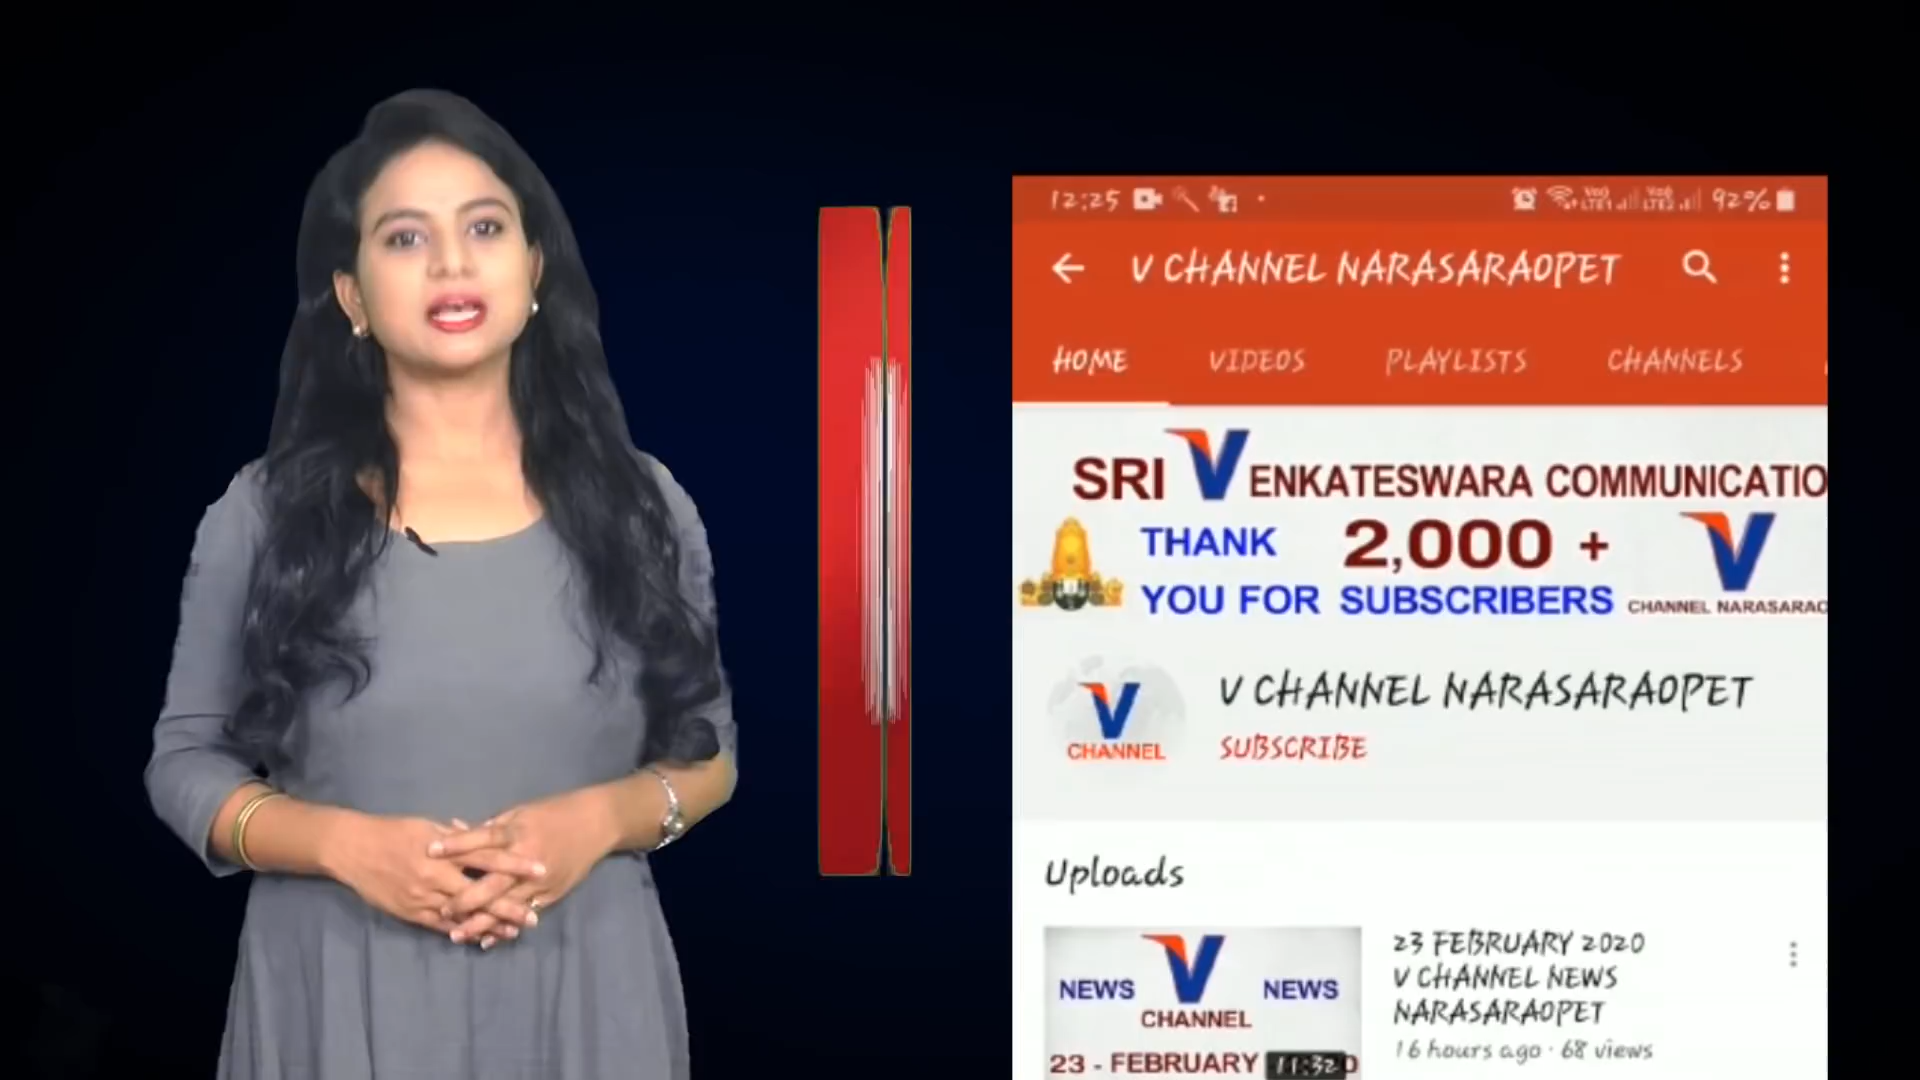 12:25
92%
V CHANNEL NARASARAOPET
HOME VIDEOS PLAYLISTS CHANNELS
SRI VENKATESWARA COMMUNICATIO
THANK 2,000 +
YOU FOR SUBSCRIBERS
V
CHANNEL NARASARAO
V CHANNEL
V CHANNEL NARASARAOPET
SUBSCRIBE
Uploads
NEWS V NEWS
CHANNEL
23 - FEBRUARY
11:32
23 FEBRUARY 2020
V CHANNEL NEWS
NARASARAOPET
16 hours ago · 68 views